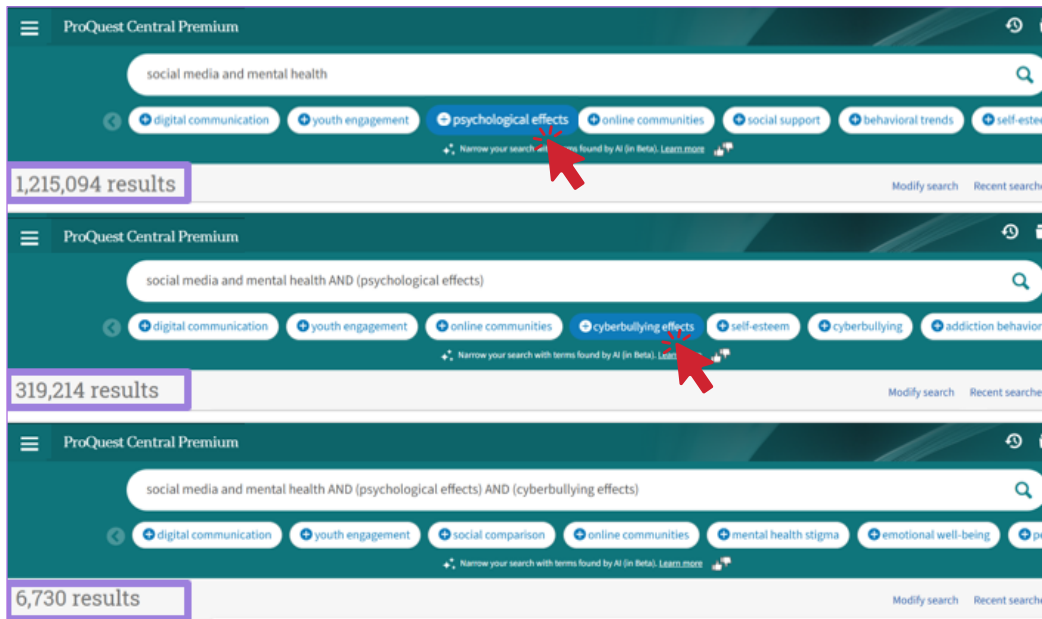 ProQuest Central Premium
social media and mental health
digital communication youth engagement psychological effects online communities social support behavioral trends
Narrow your search with terms found by AI (in Beta). Learn more
1,215,094 results
Modify search Recent
ProQuest Central Premium
social media and mental health AND (psychological effects)
digital communication youth engagement online communities cyberbullying effects self-esteem cyberbullying addiction behavior
Narrow your search with terms found by AI (in Beta).
319,214 results
Modify search Recent
ProQuest Central Premium
social media and mental health AND (psychological effects) AND (cyberbullying effects)
digital communication youth engagement social comparison online communities mental health stigma emotional well-being
Narrow your search with terms found by AI (in Beta). Learn more
6,730 results
Modify search Recent